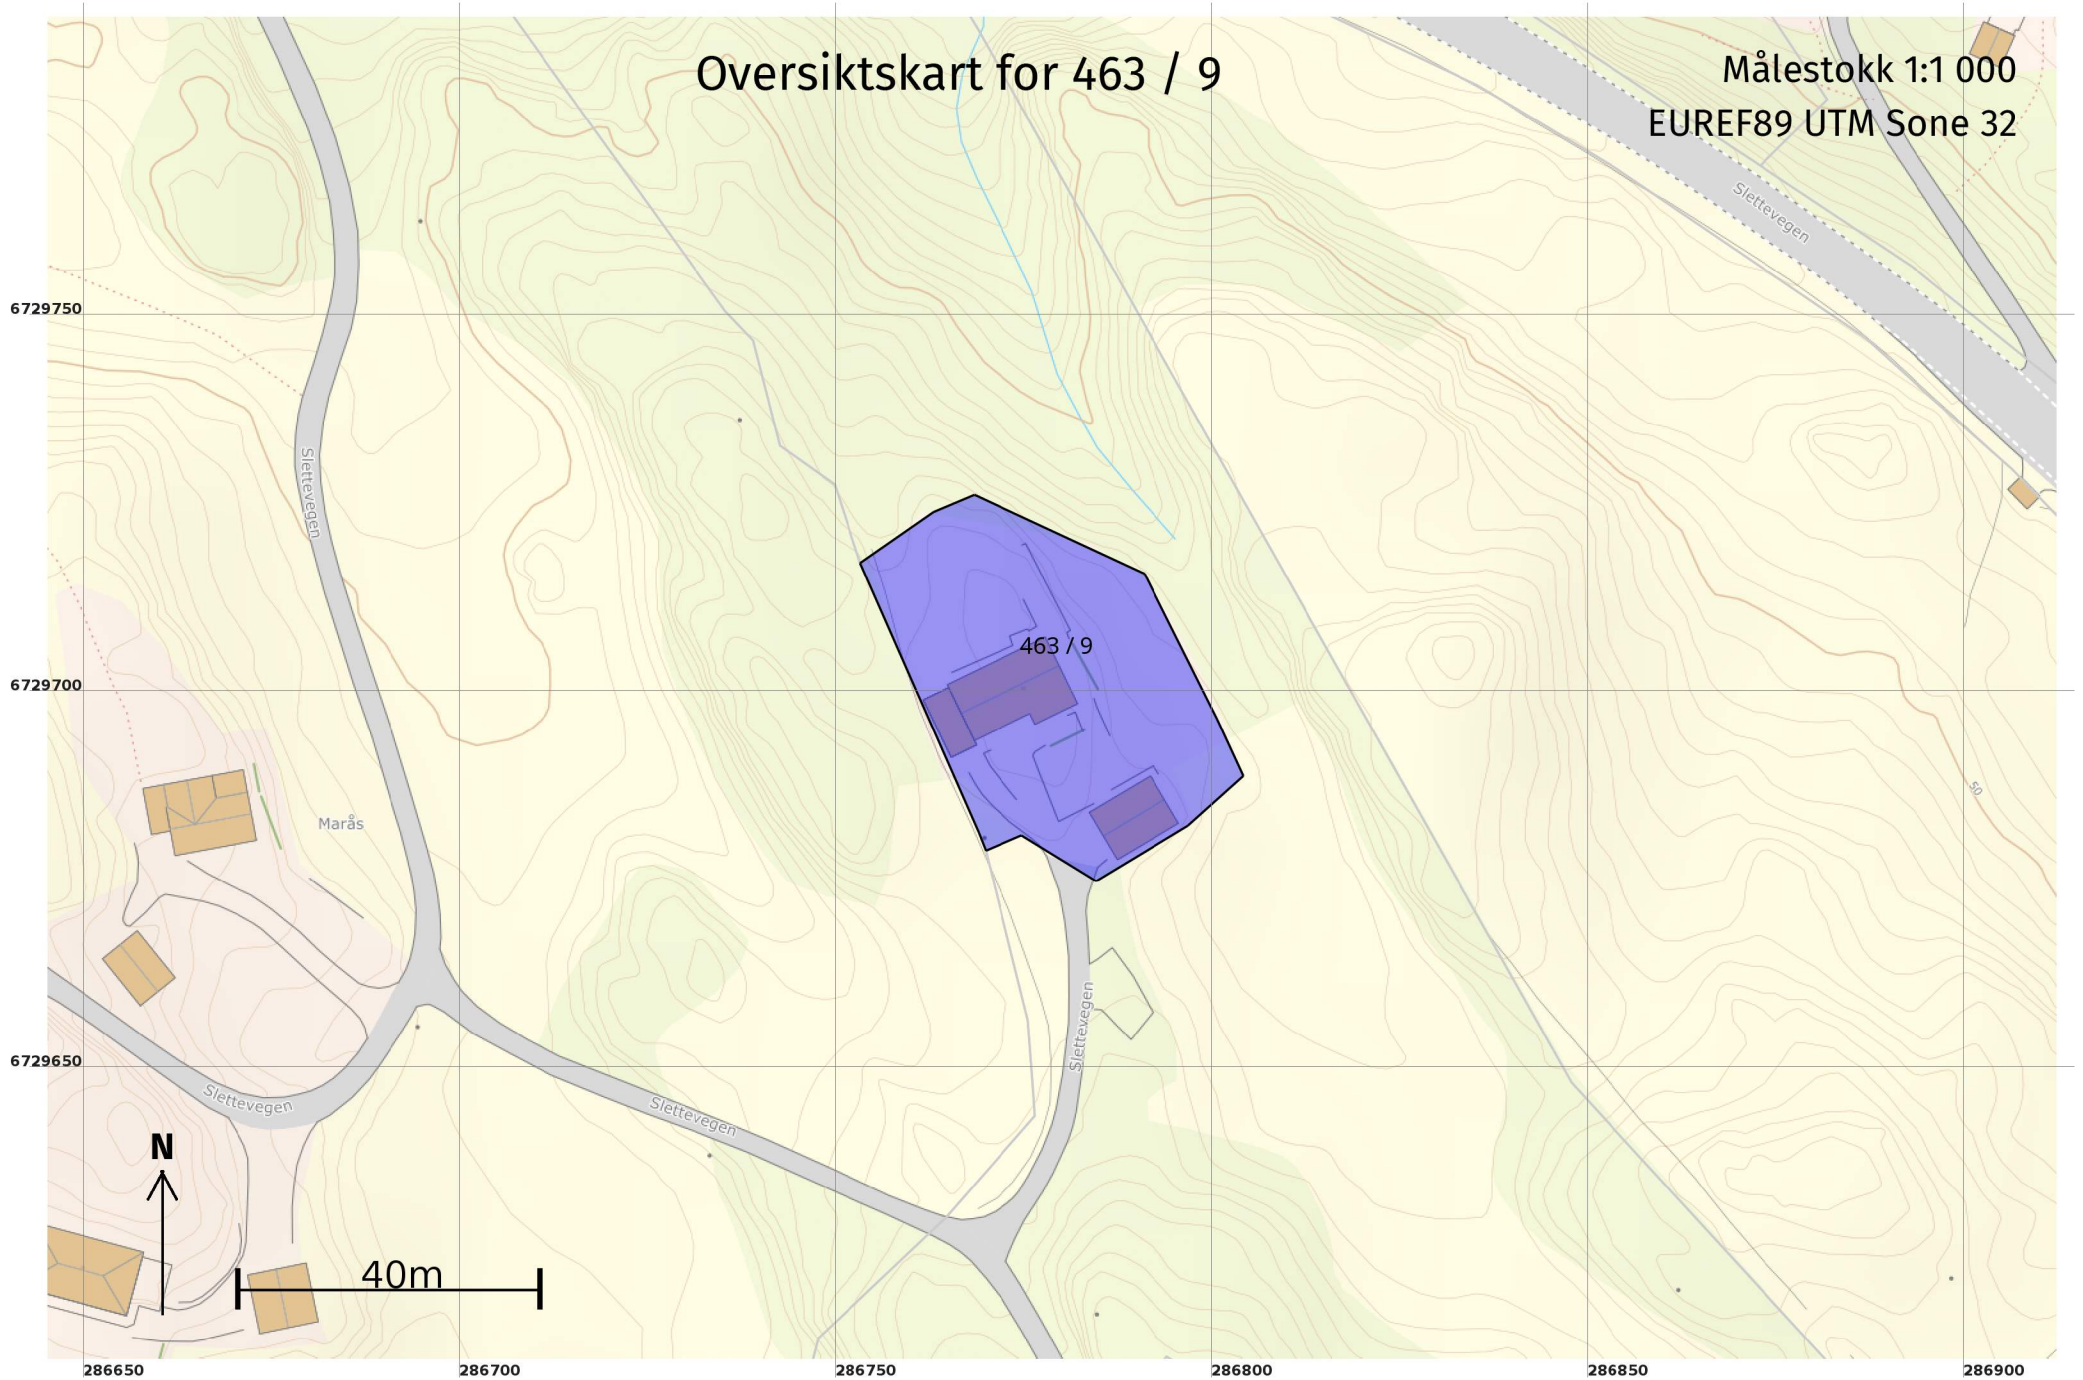 Oversiktskart for 463 / 9
Målestokk 1:1 000
EUREF89 UTM Sone 32
Slettevegen
6729750
Slettevegen
463 / 9
6729700
50
Marås
Slettevegen
6729650
Slettevegen
Slettevegen
N
40m
286650
286700
286750
286800
286850
286900